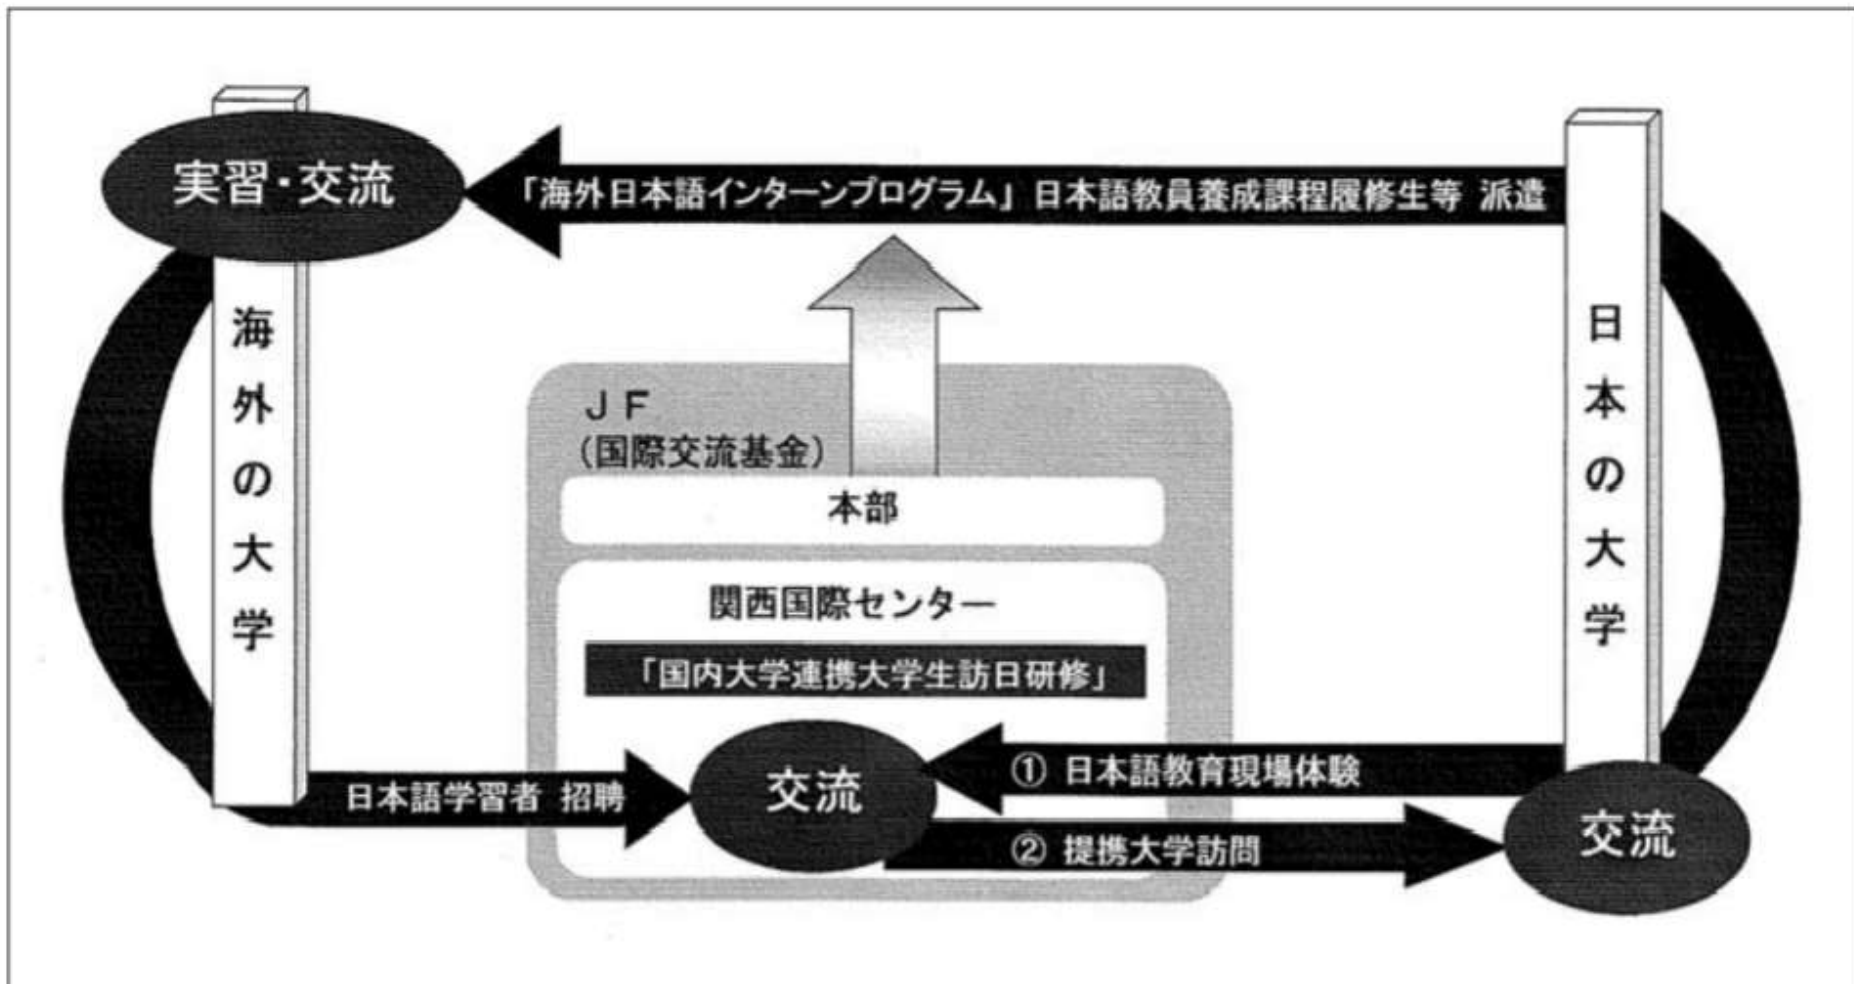 実習・交流
「海外日本語インターンプログラム」日本語教員養成課程履修生等 派遣
海外の大学
日本の大学
JF
(国際交流基金)
本部
関西国際センター
「国内大学連携大学生訪日研修」
日本語学習者 招聘
交流
① 日本語教育現場体験
② 提携大学訪問
交流